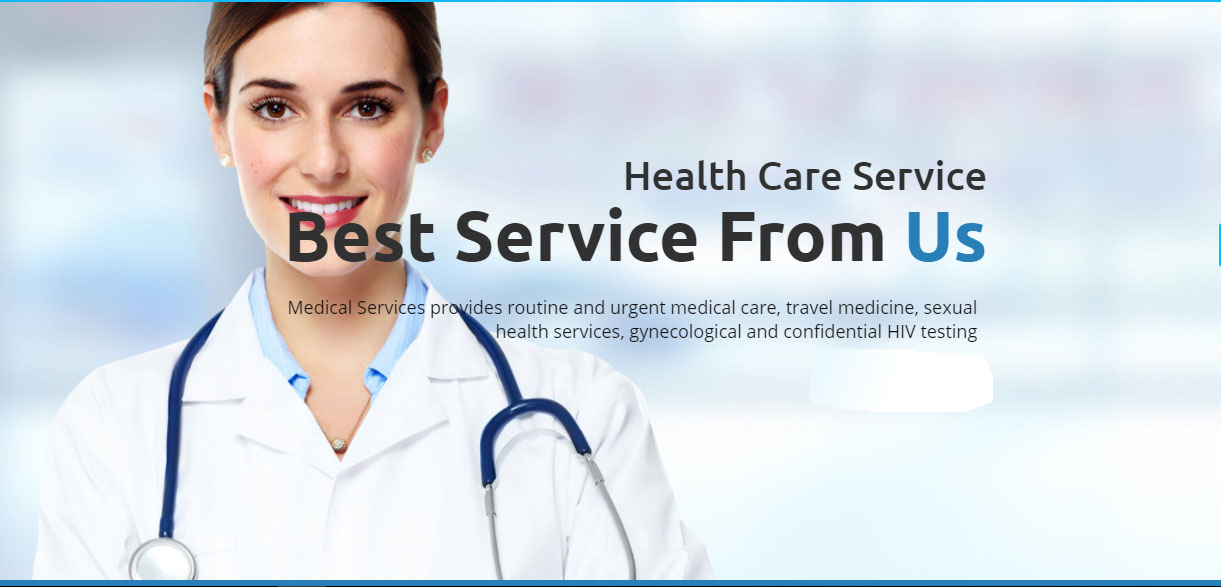 Health Care Service
Best Service From Us
Medical Services provides routine and urgent medical care, travel medicine, sexual
health services, gynecological and confidential HIV testing